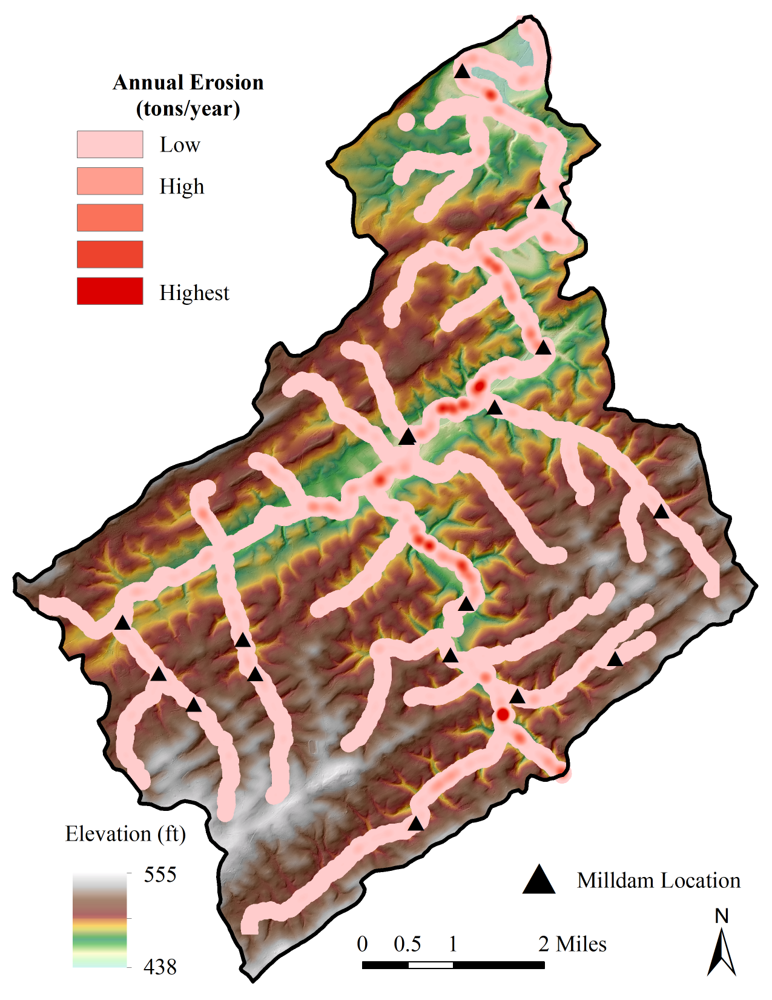 Annual Erosion
(tons/year)
Low
High
Highest
Elevation (ft)
555
438
Milldam Location
N
0 0.5 1 2 Miles